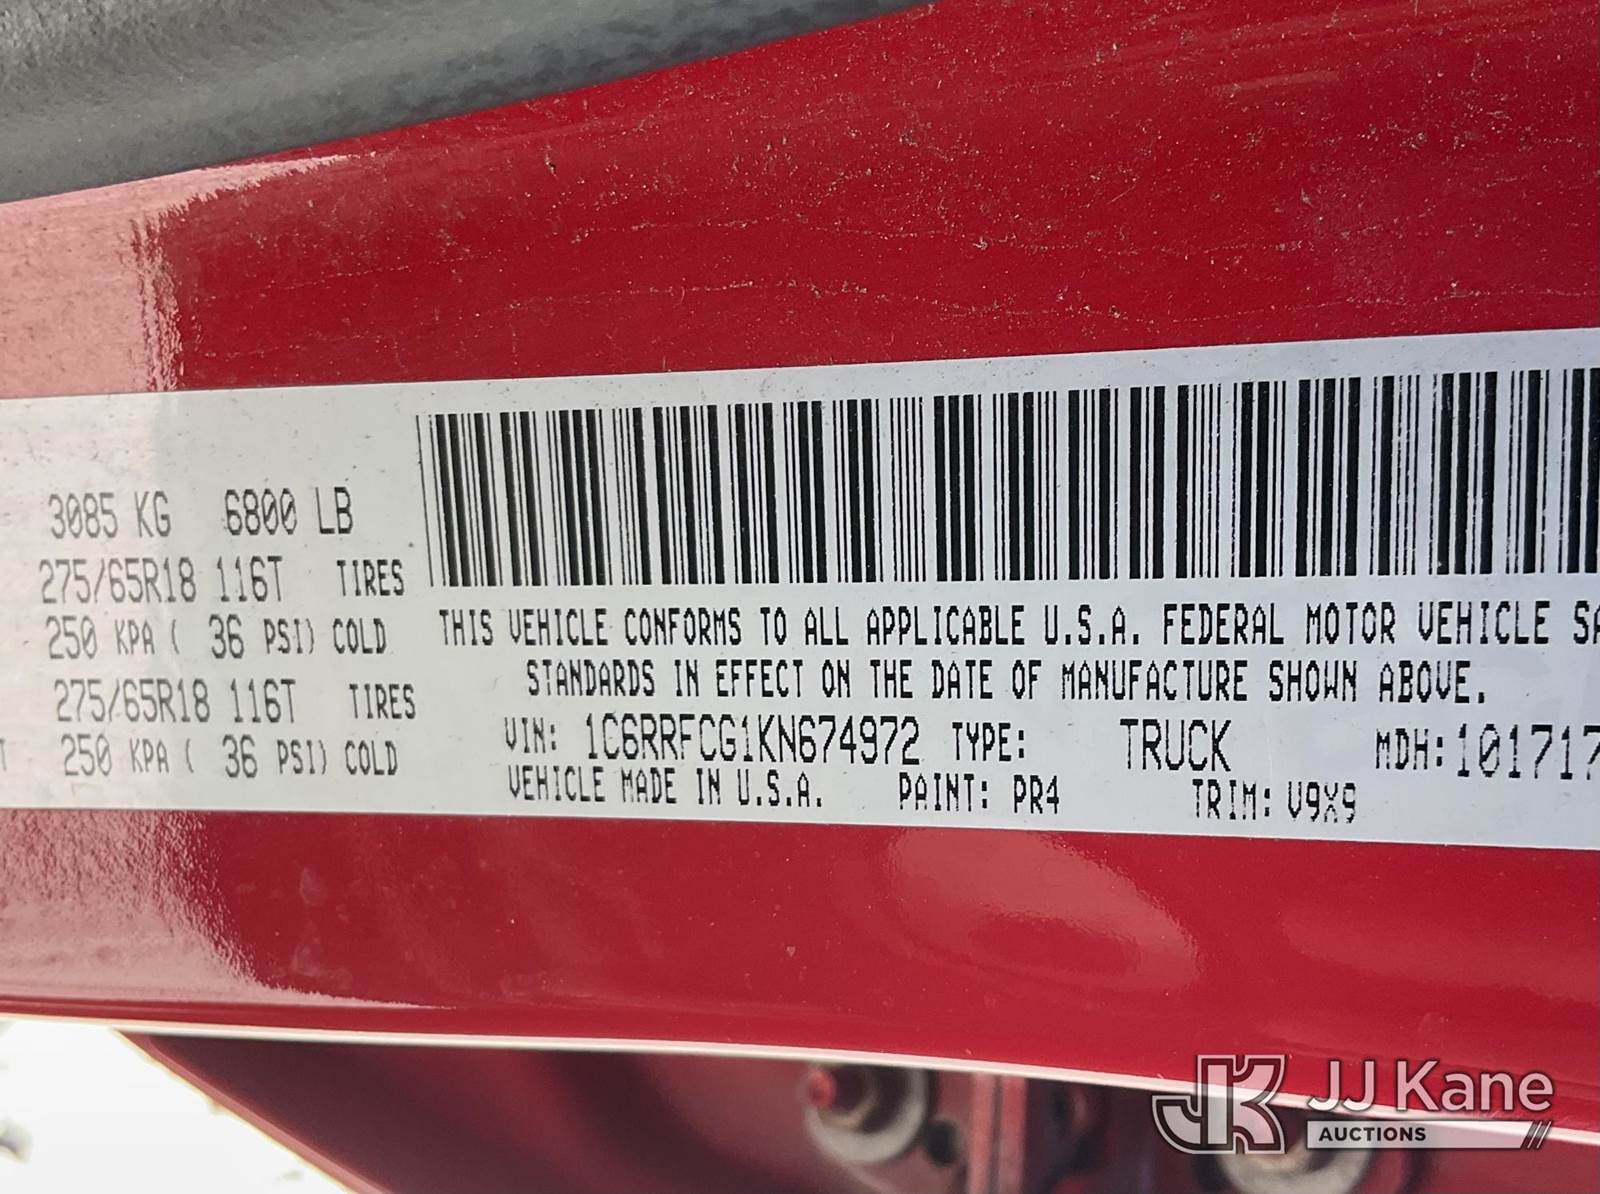 3085 KG 6800 LB
275/65R18 116T TIRES
250 KPA ( 36 PSI) COLD
275/65R18 116T TIRES
250 KPA ( 36 PSI) COLD
THIS VEHICLE CONFORMS TO ALL APPLICABLE U.S.A. FEDERAL MOTOR VEHICLE SA
STANDARDS IN EFFECT ON THE DATE OF MANUFACTURE SHOWN ABOVE.
VIN: 1C6RRFCG1KN674972 TYPE: TRUCK MDH:101717
VEHICLE MADE IN U.S.A. PAINT: PR4 TRIM: V9X9
JK JJ Kane
AUCTIONS